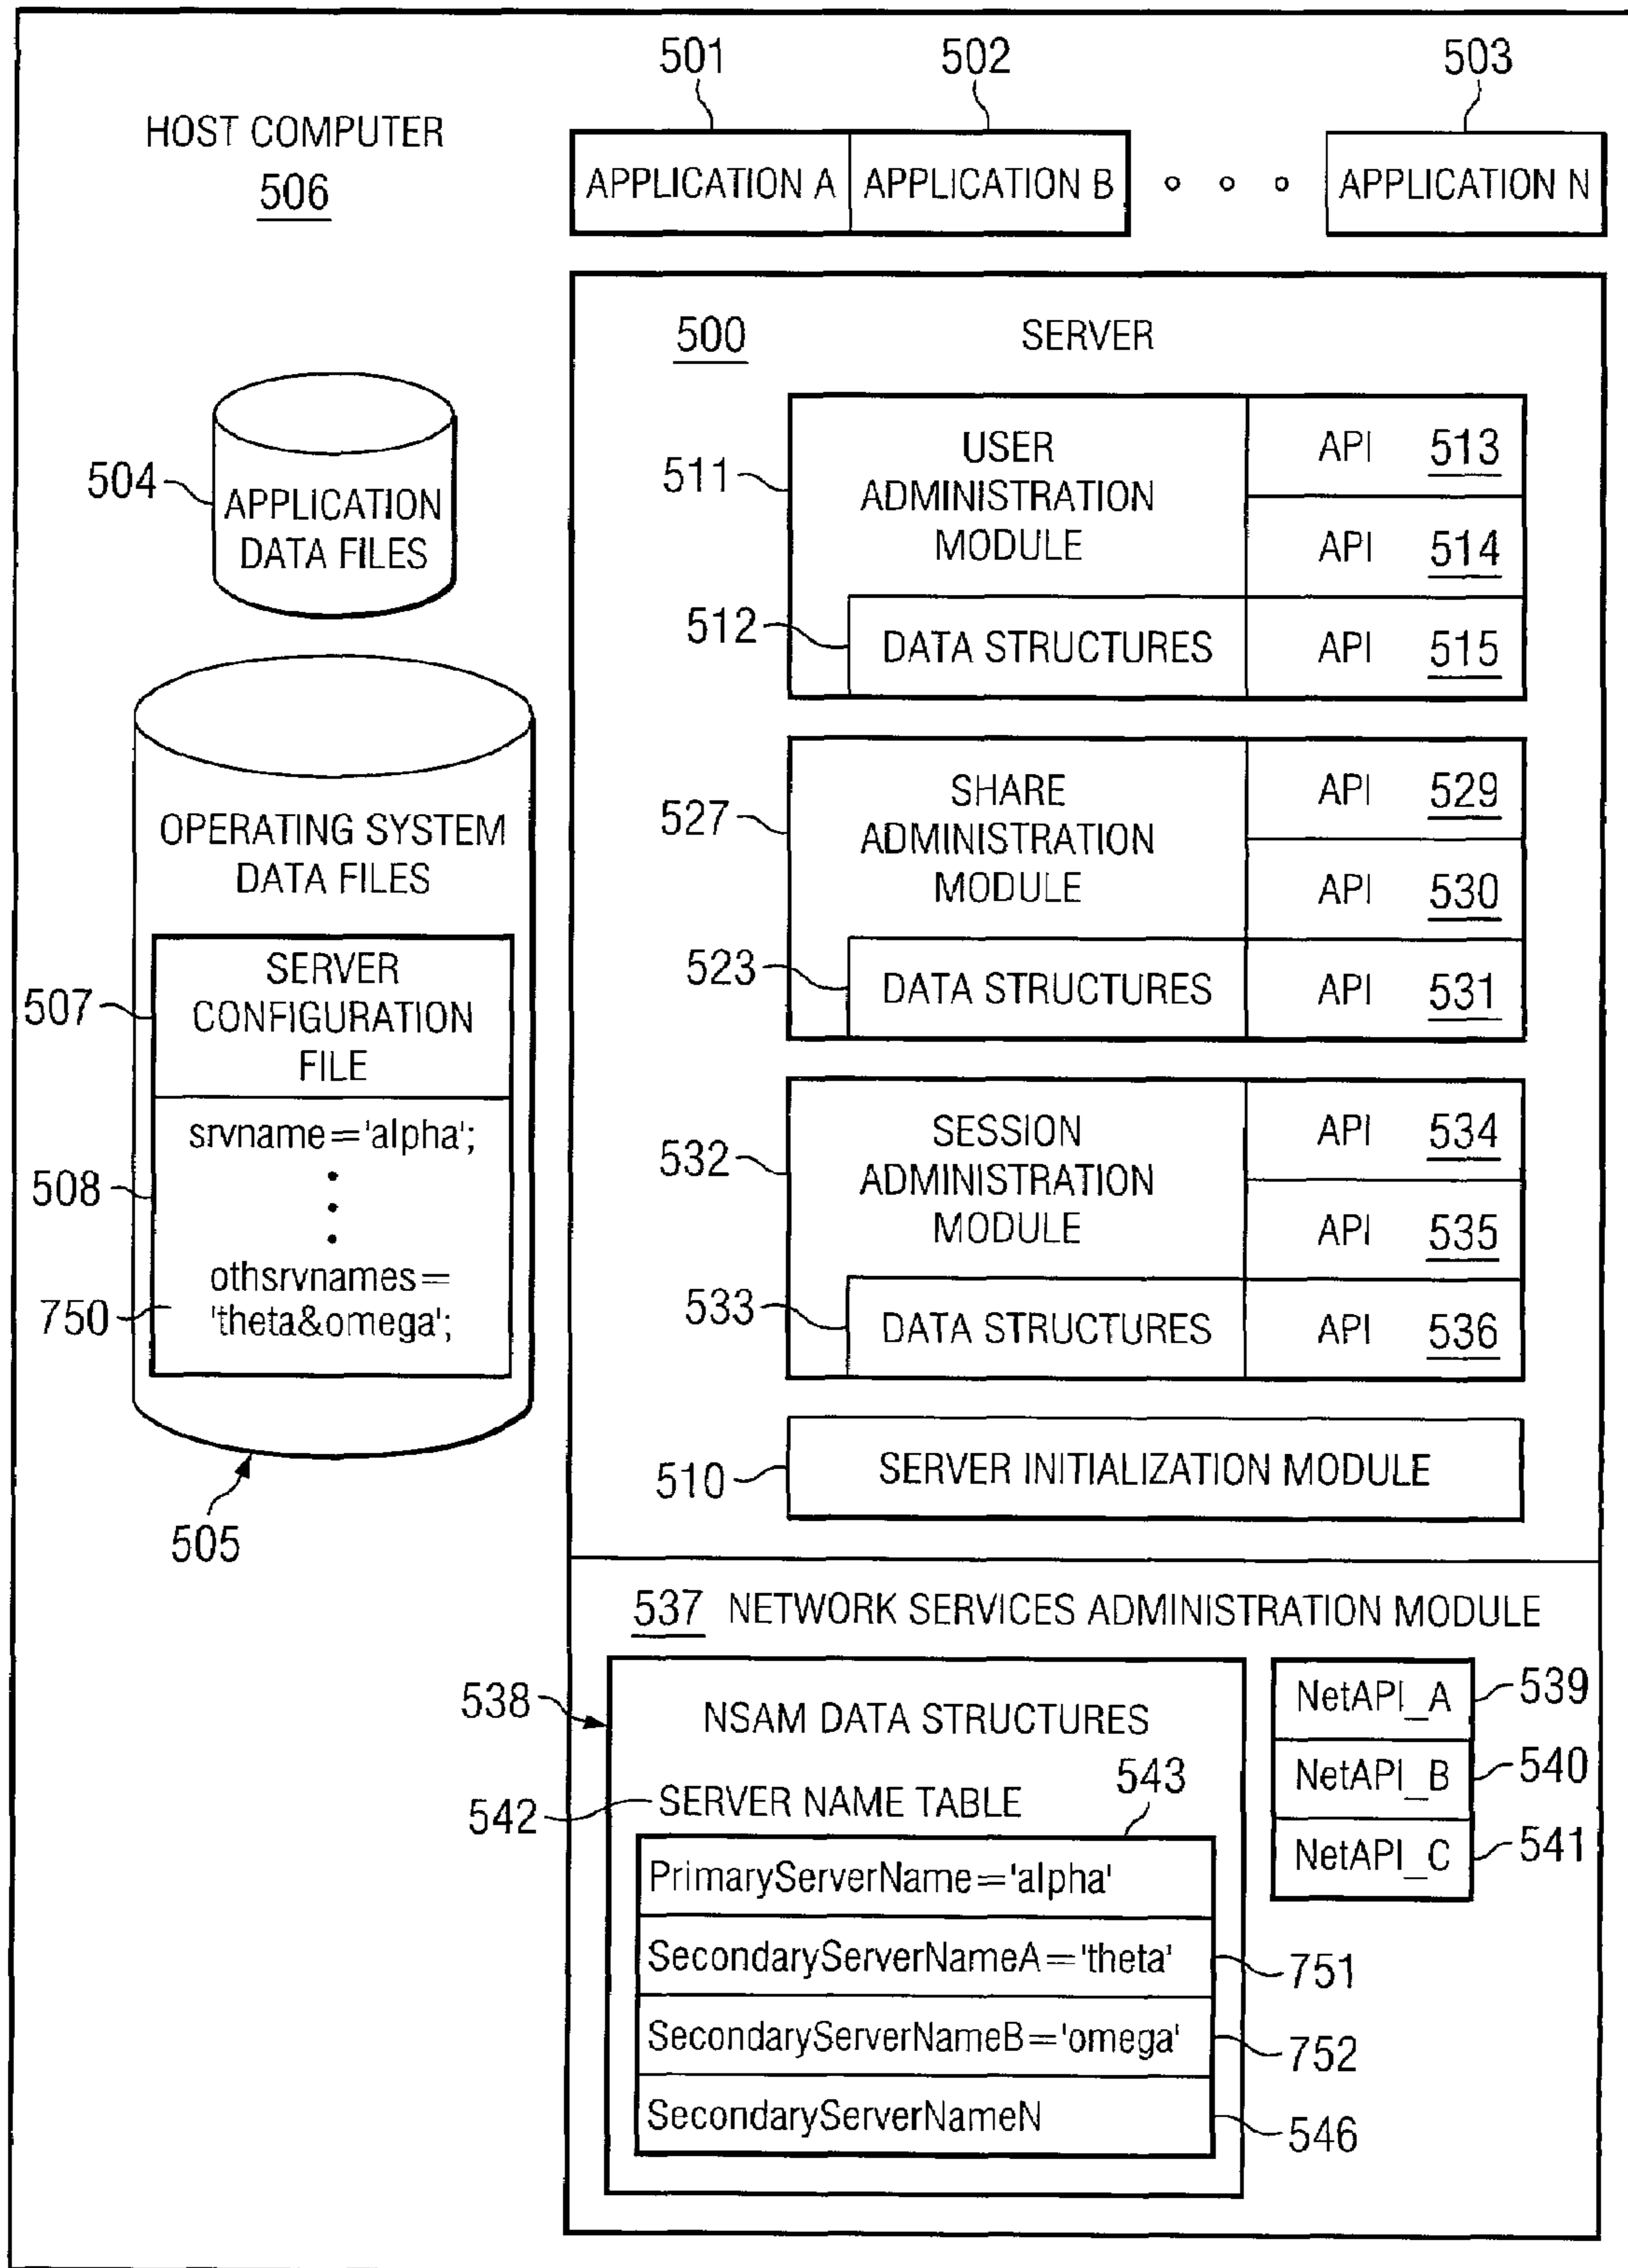 501
502
503
HOST COMPUTER
506
APPLICATION A
APPLICATION B
APPLICATION N
500
SERVER
504
APPLICATION
DATA FILES
511
USER
ADMINISTRATION
MODULE
API 513
API 514
512
DATA STRUCTURES
API 515
OPERATING SYSTEM
DATA FILES
507
SERVER
CONFIGURATION
FILE
508
srvname='alpha';
othsrvnames=
'theta&omega';
750
505
527
SHARE
ADMINISTRATION
MODULE
API 529
API 530
523
DATA STRUCTURES
API 531
532
SESSION
ADMINISTRATION
MODULE
API 534
API 535
533
DATA STRUCTURES
API 536
510
SERVER INITIALIZATION MODULE
537 NETWORK SERVICES ADMINISTRATION MODULE
538
NSAM DATA STRUCTURES
542
SERVER NAME TABLE
543
PrimaryServerName='alpha'
SecondaryServerNameA='theta'
751
SecondaryServerNameB='omega'
752
SecondaryServerNameN
546
NetAPI_A
539
NetAPI_B
540
NetAPI_C
541